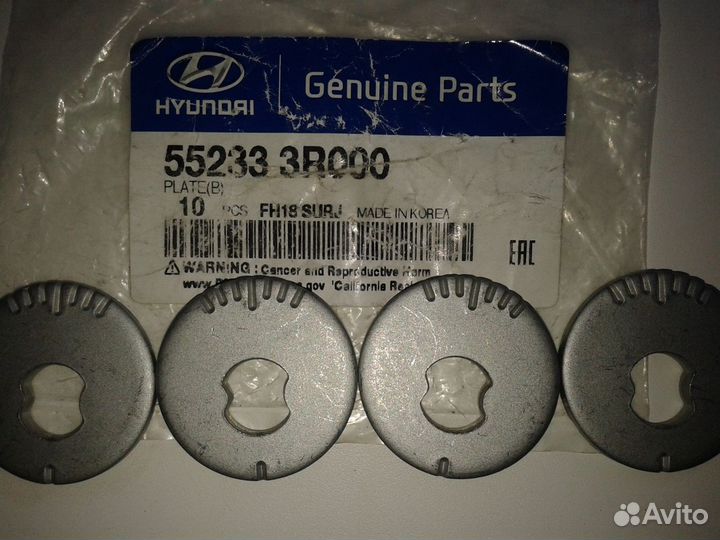 HYUNDAI
Genuine Parts
55233 3R000
PLATE(B)
10 PCS FH18 SURJ MADE IN KOREA
EAC
WARNING : Cancer and Reproductive Harm
.gov 'California
Avito